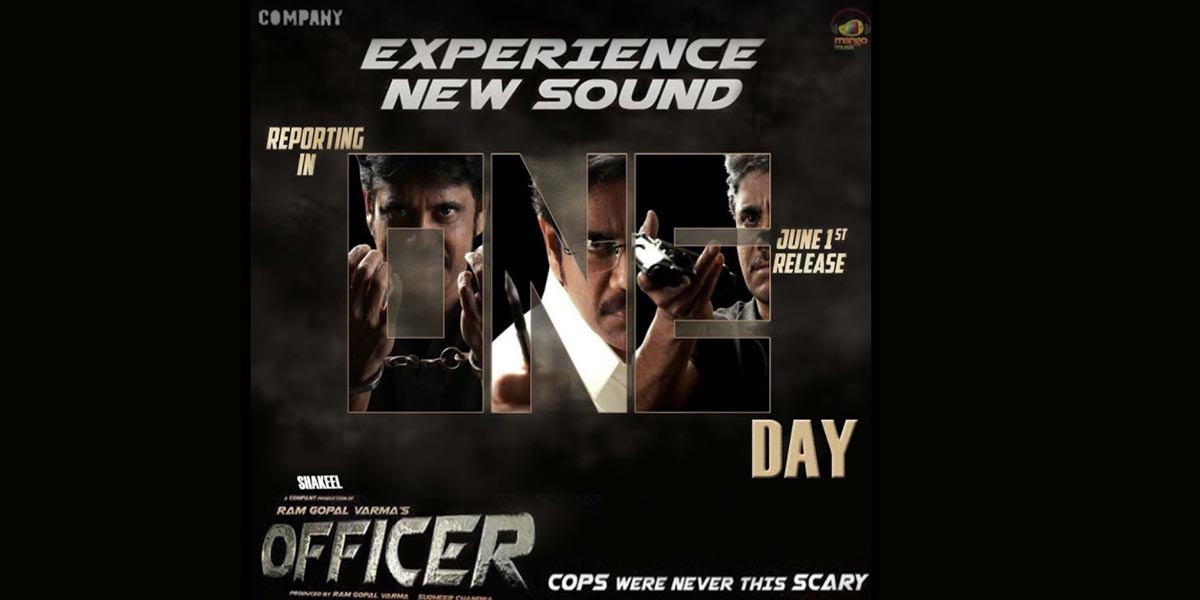 COMPANY
mango
music
EXPERIENCE
NEW SOUND
REPORTING
IN
ONE
JUNE 1ST
RELEASE
DAY
SHAKEEL
A COMPANY PRODUCTION OF
RAM GOPAL VARMA'S
OFFICER
PRODUCED BY RAM GOPAL VARMA SUDHEER CHANDRA
COPS WERE NEVER THIS SCARY